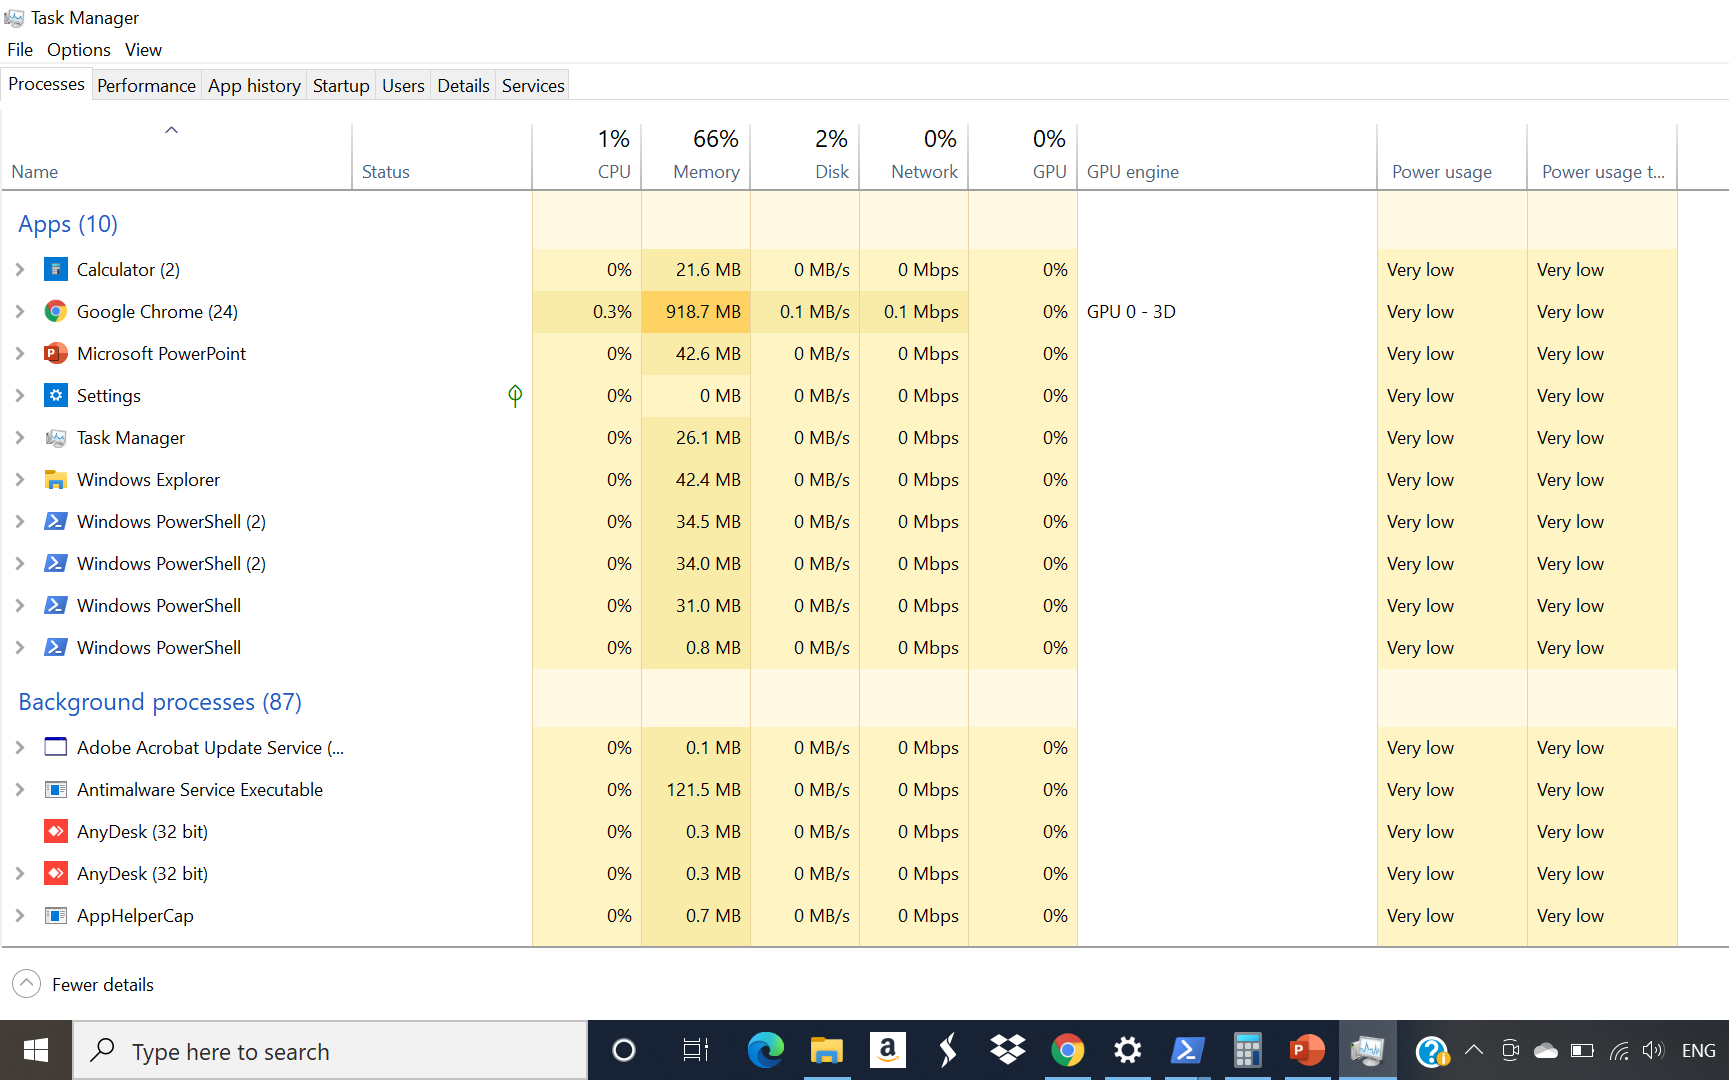 Task Manager
File Options View
Processes Performance App history Startup Users Details Services
1% 66% 2% 0% 0%
Name Status CPU Memory Disk Network GPU GPU engine Power usage Power usage t...
Apps (10)
Calculator (2) 0% 21.6 MB 0 MB/s 0 Mbps 0% Very low Very low
Google Chrome (24) 0.3% 918.7 MB 0.1 MB/s 0.1 Mbps 0% GPU 0 - 3D Very low Very low
Microsoft PowerPoint 0% 42.6 MB 0 MB/s 0 Mbps 0% Very low Very low
Settings 0% 0 MB 0 MB/s 0 Mbps 0% Very low Very low
Task Manager 0% 26.1 MB 0 MB/s 0 Mbps 0% Very low Very low
Windows Explorer 0% 42.4 MB 0 MB/s 0 Mbps 0% Very low Very low
Windows PowerShell (2) 0% 34.5 MB 0 MB/s 0 Mbps 0% Very low Very low
Windows PowerShell (2) 0% 34.0 MB 0 MB/s 0 Mbps 0% Very low Very low
Windows PowerShell 0% 31.0 MB 0 MB/s 0 Mbps 0% Very low Very low
Windows PowerShell 0% 0.8 MB 0 MB/s 0 Mbps 0% Very low Very low
Background processes (87)
Adobe Acrobat Update Service (... 0% 0.1 MB 0 MB/s 0 Mbps 0% Very low Very low
Antimalware Service Executable 0% 121.5 MB 0 MB/s 0 Mbps 0% Very low Very low
AnyDesk (32 bit) 0% 0.3 MB 0 MB/s 0 Mbps 0% Very low Very low
AnyDesk (32 bit) 0% 0.3 MB 0 MB/s 0 Mbps 0% Very low Very low
AppHelperCap 0% 0.7 MB 0 MB/s 0 Mbps 0% Very low Very low
Fewer details
Type here to search ENG